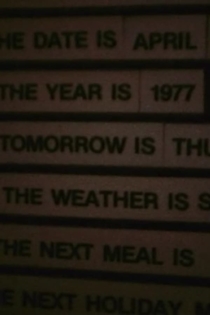 HE DATE IS APRIL
THE YEAR IS 1977
TOMORROW IS THU
THE WEATHER IS S
THE NEXT MEAL IS
E NEXT HOLIDAY